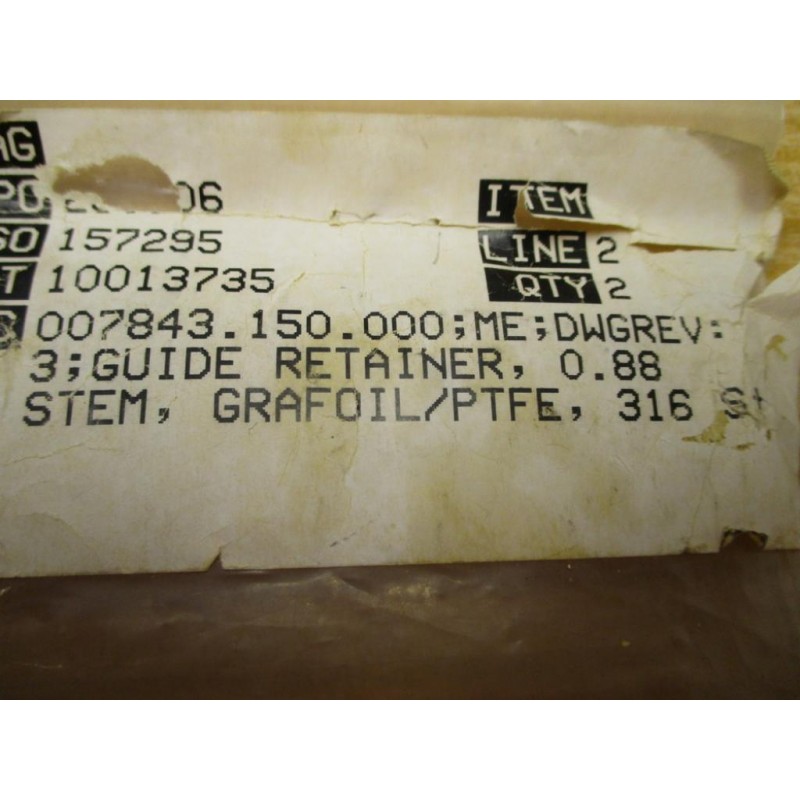 AG
PO 06 ITEM
SO 157295 LINE 2
T 10013735 QTY 2
007843.150.000;ME;DWGREV:
3;GUIDE RETAINER, 0.88
STEM, GRAFOIL/PTFE, 316